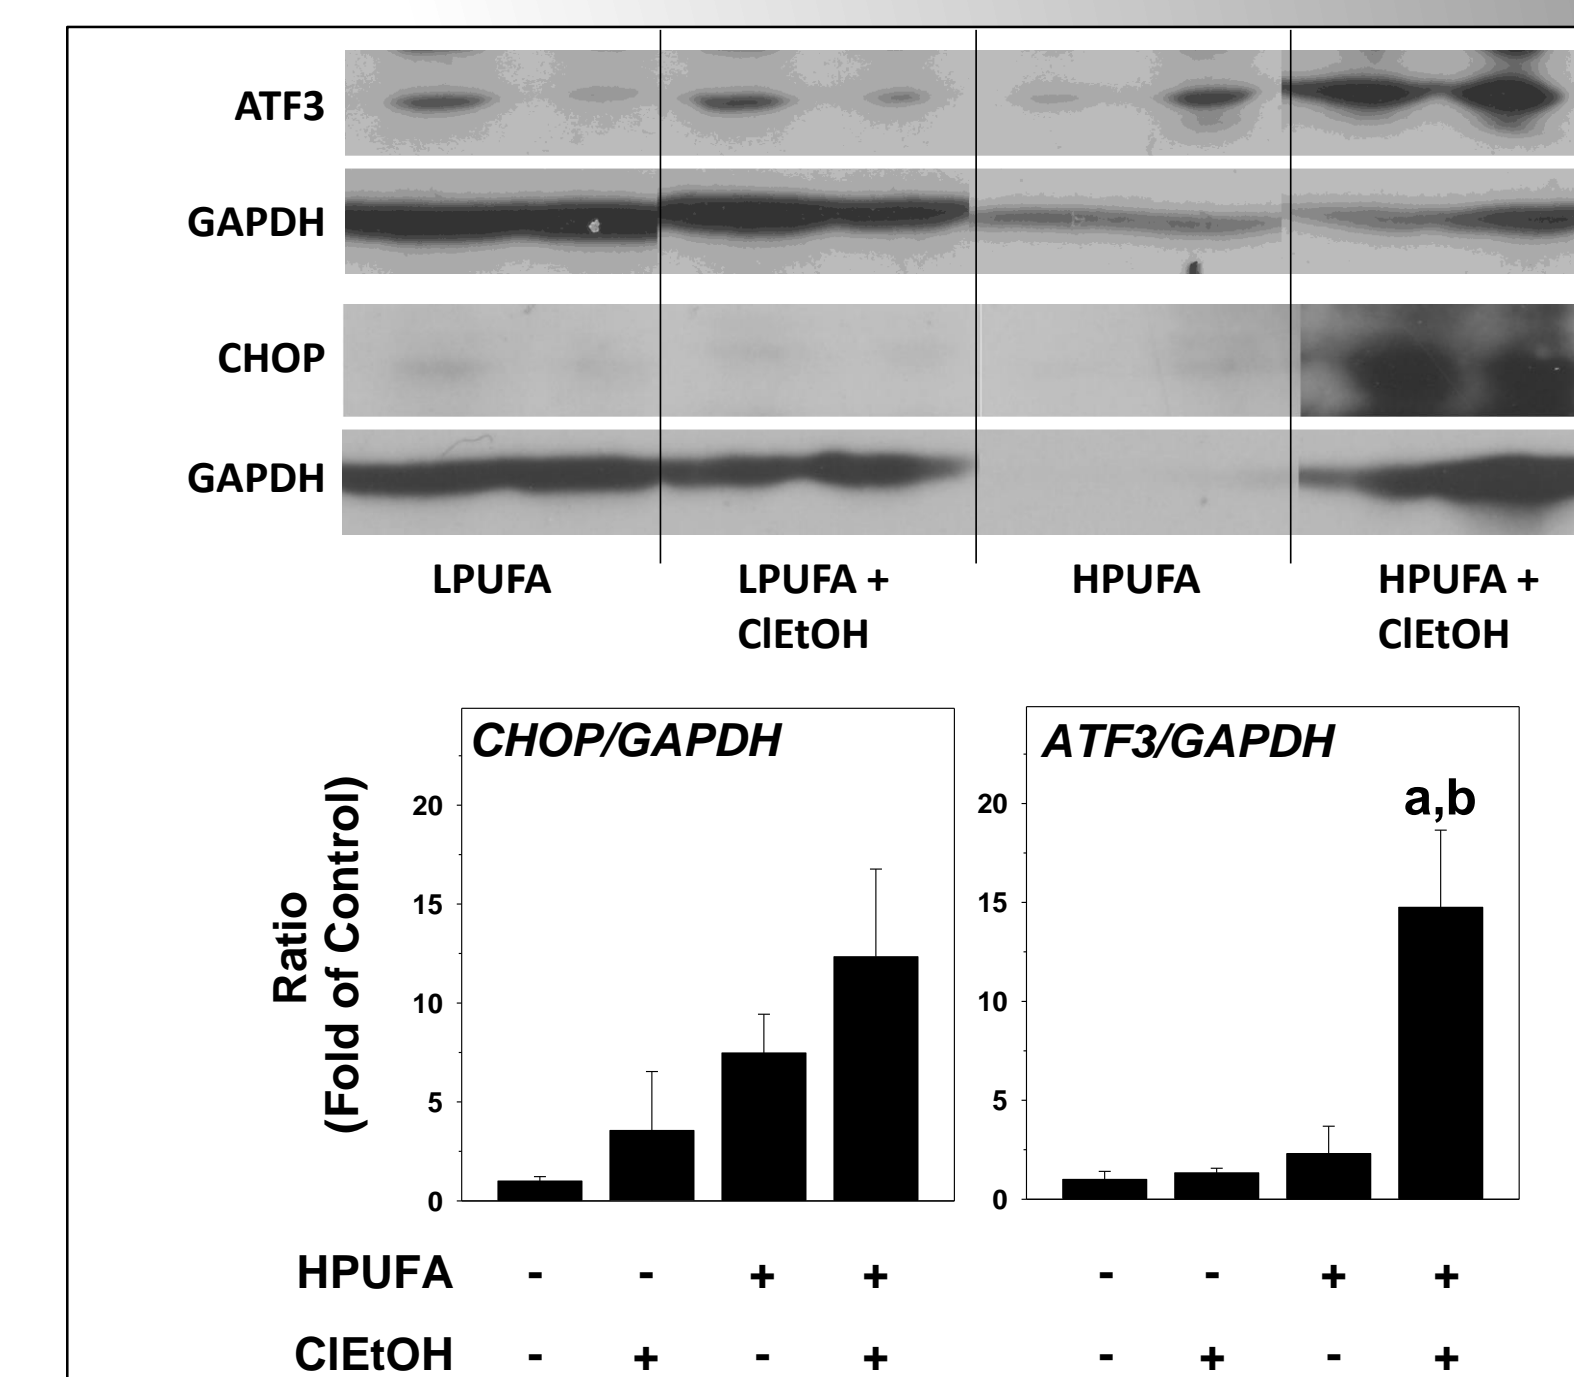 ATF3
GAPDH
CHOP
GAPDH
LPUFA
LPUFA +
ClEtOH
HPUFA
HPUFA +
ClEtOH
Ratio
(Fold of Control)
CHOP/GAPDH
20
15
10
5
0
ATF3/GAPDH
a,b
20
15
10
5
0
HPUFA - - + + - - + +
ClEtOH - + - + - + - +